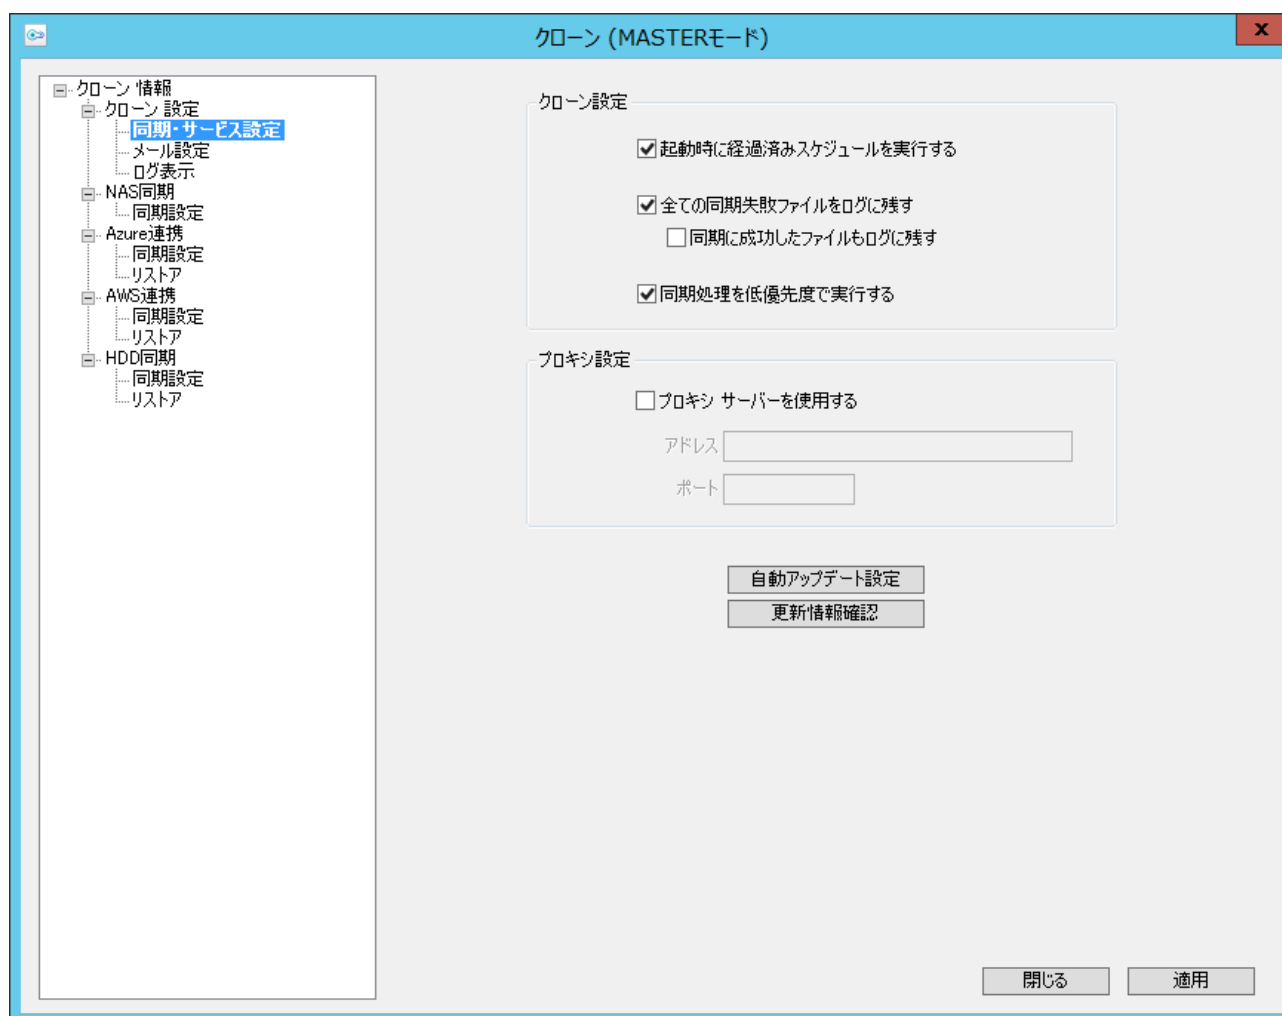 クローン (MASTERモード)
x
クローン 情報
クローン 設定
同期・サービス設定
メール設定
ログ表示
NAS同期
同期設定
Azure連携
同期設定
リストア
AWS連携
同期設定
リストア
HDD同期
同期設定
リストア
クローン設定
起動時に経過済みスケジュールを実行する
全ての同期失敗ファイルをログに残す
同期に成功したファイルもログに残す
同期処理を低優先度で実行する
プロキシ設定
プロキシ サーバーを使用する
アドレス
ポート
自動アップデート設定
更新情報確認
閉じる
適用